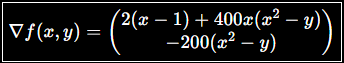 ∇f(x, y) = (2(x − 1) + 400x(x² − y)
−200(x² − y))